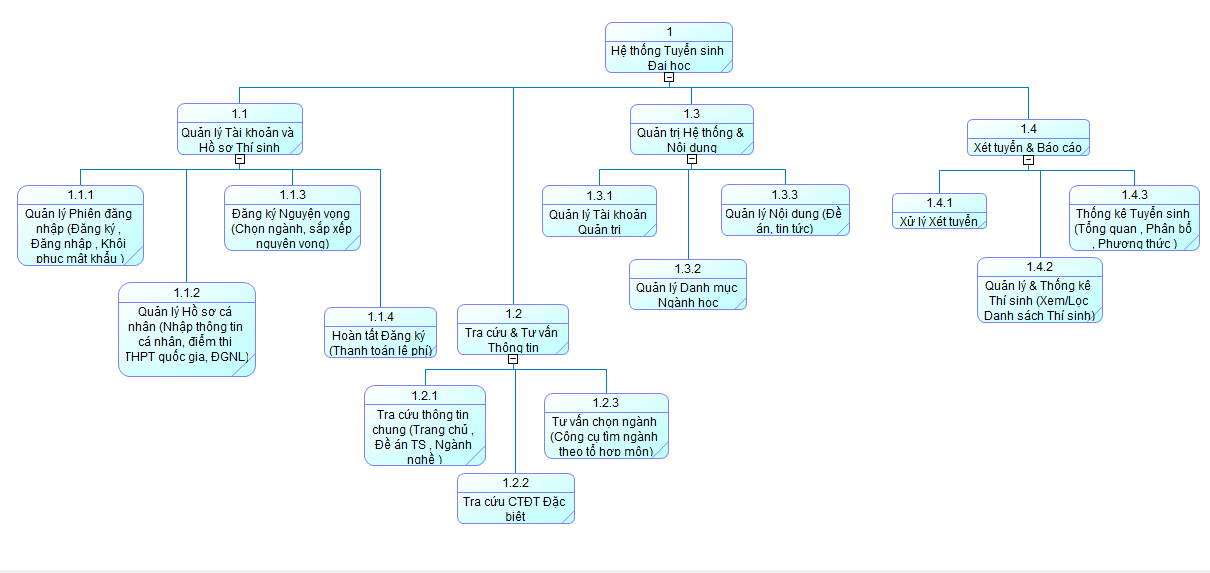 1
Hệ thống Tuyển sinh
Đại học
1.1
Quản lý Tài khoản và
Hồ sơ Thí sinh
1.1.1
Quản lý Phiên đăng
nhập (Đăng ký ,
Đăng nhập , Khôi
phục mật khẩu )
1.1.2
Quản lý Hồ sơ cá
nhân (Nhập thông tin
cá nhân, điểm thi
THPT quốc gia, ĐGNL)
1.1.3
Đăng ký Nguyện vọng
(Chọn ngành, sắp xếp
nguyện vọng)
1.1.4
Hoàn tất Đăng ký
(Thanh toán lệ phí)
1.2
Tra cứu & Tư vấn
Thông tin
1.2.1
Tra cứu thông tin
chung (Trang chủ ,
Đề án TS , Ngành
nghề )
1.2.2
Tra cứu CTĐT Đặc
biệt
1.2.3
Tư vấn chọn ngành
(Công cụ tìm ngành
theo tổ hợp môn)
1.3
Quản trị Hệ thống &
Nội dung
1.3.1
Quản lý Tài khoản
Quản trị
1.3.2
Quản lý Danh mục
Ngành học
1.3.3
Quản lý Nội dung (Đề
án, tin tức)
1.4
Xét tuyển & Báo cáo
1.4.1
Xử lý Xét tuyển
1.4.2
Quản lý & Thống kê
Thí sinh (Xem/Lọc
Danh sách Thí sinh)
1.4.3
Thống kê Tuyển sinh
(Tổng quan , Phân bổ
, Phương thức )